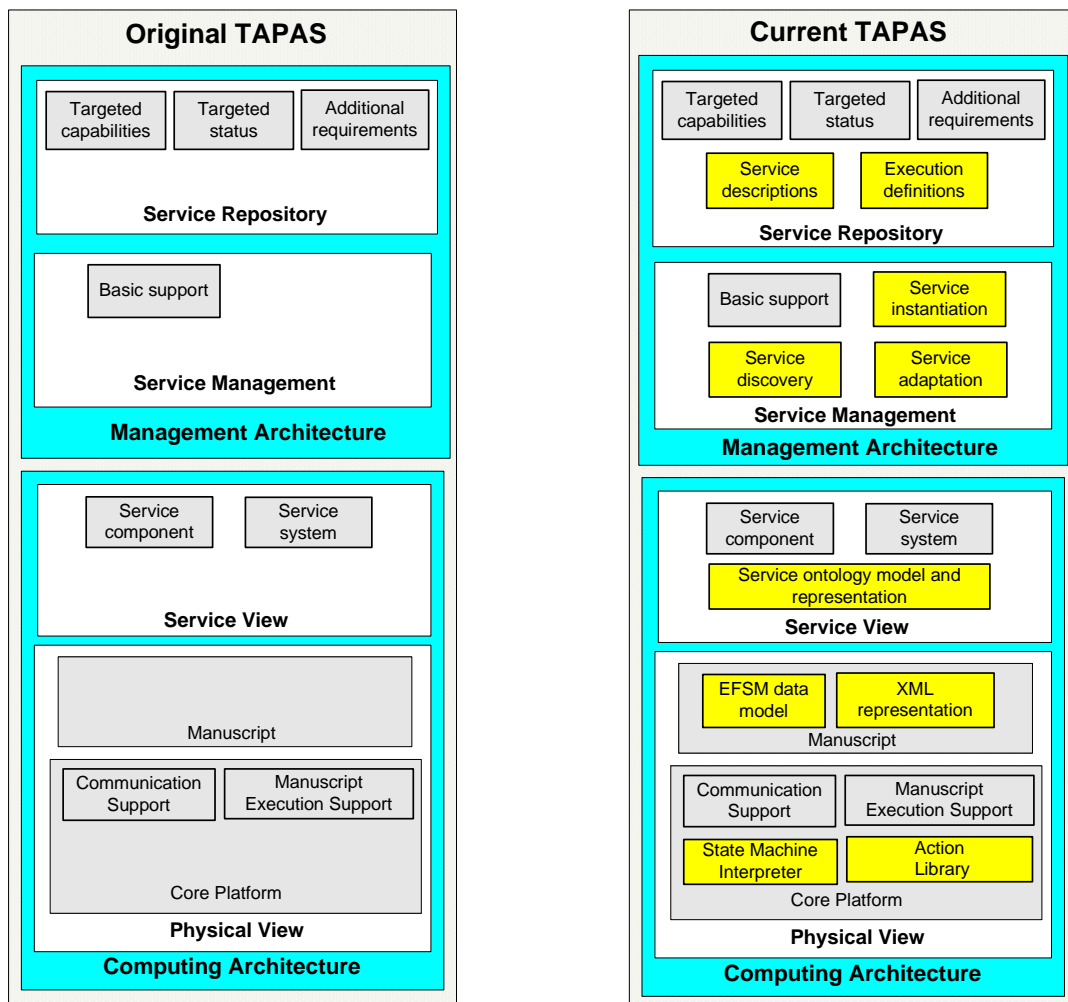 Original TAPAS
Targeted
capabilities
Targeted
status
Additional
requirements
Service Repository
Basic support
Service Management
Management Architecture
Service
component
Service
system
Service View
Manuscript
Communication
Support
Manuscript
Execution Support
Core Platform
Physical View
Computing Architecture
Current TAPAS
Targeted
capabilities
Targeted
status
Additional
requirements
Service
descriptions
Execution
definitions
Service Repository
Basic support
Service
instantiation
Service
discovery
Service
adaptation
Service Management
Management Architecture
Service
component
Service
system
Service ontology model and
representation
Service View
EFSM data
model
XML
representation
Manuscript
Communication
Support
Manuscript
Execution Support
State Machine
Interpreter
Action
Library
Core Platform
Physical View
Computing Architecture